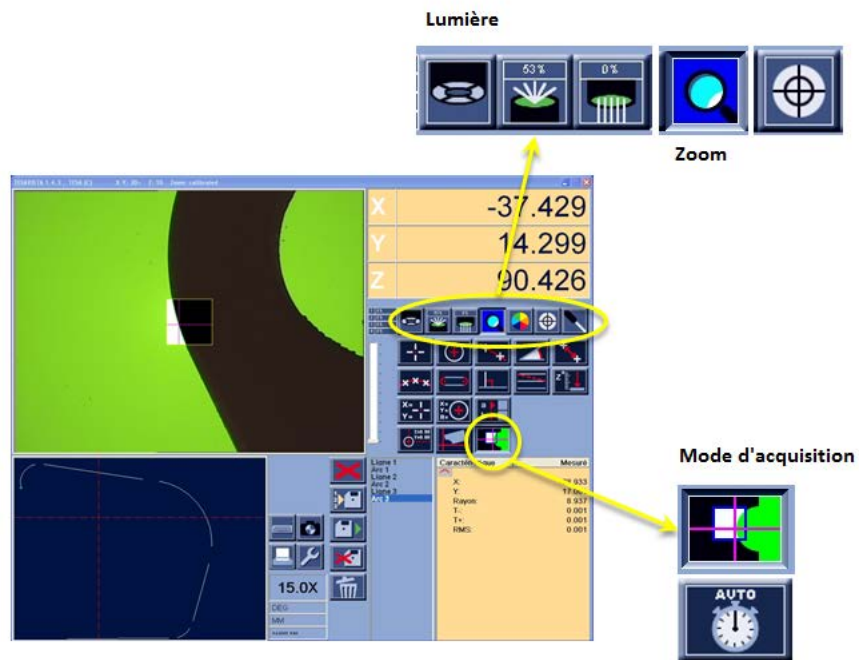 Lumière
53%
0%
Zoom
X -37.429
Y 14.299
Z 90.426
Mode d'acquisition
Ligne 1
Arc 1
Ligne 2
Arc 2
Ligne 3
Arc 3
Caractéristique Mesuré
X:
Y:
Rayon: 8.937
T-: 0.001
T+: 0.001
RMS: 0.001
15.0X
DEG
MM
AUTO